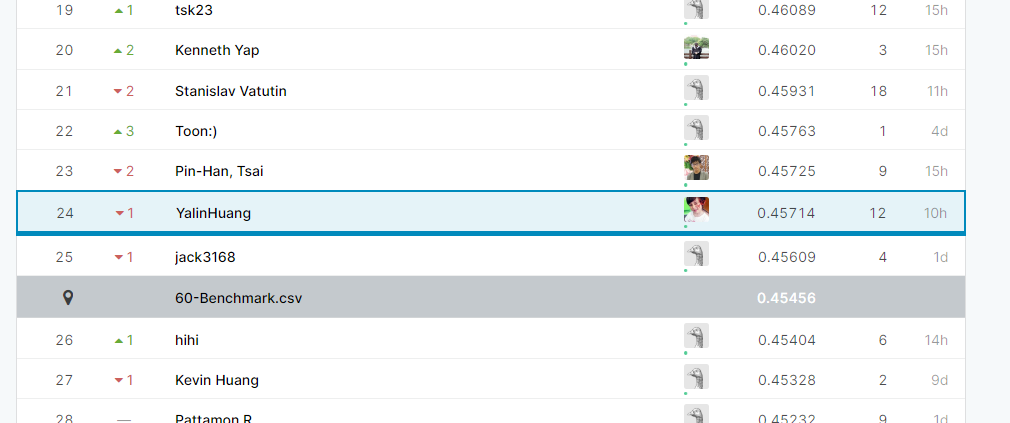 19 1 tsk23 0.46089 12 15h
20 2 Kenneth Yap 0.46020 3 15h
21 2 Stanislav Vatutin 0.45931 18 11h
22 3 Toon:) 0.45763 1 4d
23 2 Pin-Han, Tsai 0.45725 9 15h
24 1 YalinHuang 0.45714 12 10h
25 1 jack3168 0.45609 4 1d
60-Benchmark.csv 0.45456
26 1 hihi 0.45404 6 14h
27 1 Kevin Huang 0.45328 2 9d
28 — Pattamon R 0.45232 9 1d